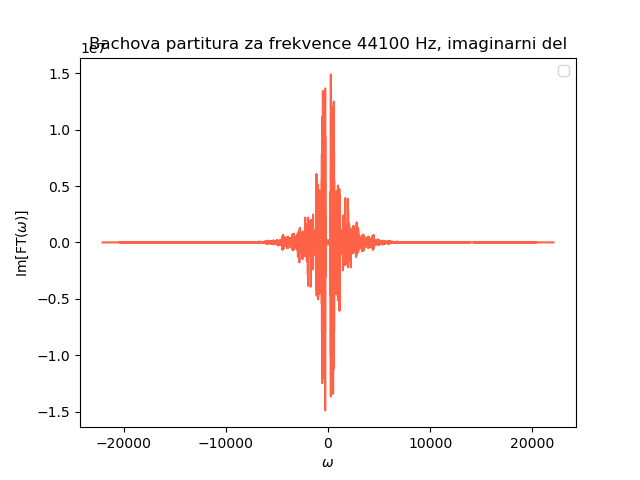 Bachova partitura za frekvence 44100 Hz, imaginarni del
1e7
1.5
1.0
0.5
0.0
−0.5
−1.0
−1.5
Im[FT(ω)]
−20000 −10000 0 10000 20000
ω